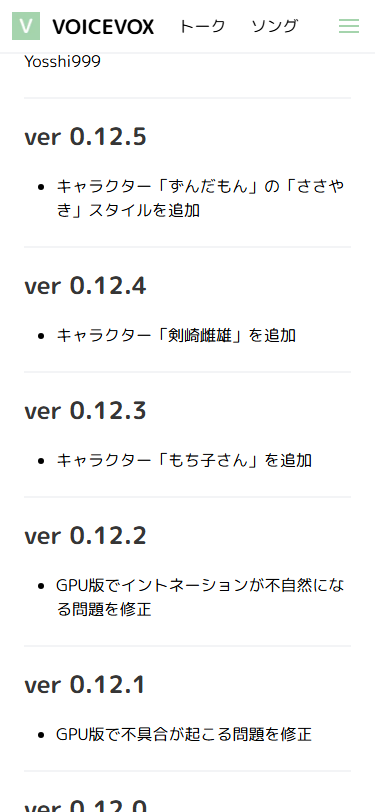 V VOICEVOX トーク ソング
Yosshi999
ver 0.12.5
キャラクター「ずんだもん」の「ささや
き」スタイルを追加
ver 0.12.4
キャラクター「剣崎雌雄」を追加
ver 0.12.3
キャラクター「もち子さん」を追加
ver 0.12.2
GPU版でイントネーションが不自然にな
る問題を修正
ver 0.12.1
GPU版で不具合が起こる問題を修正
ver 0.12.0